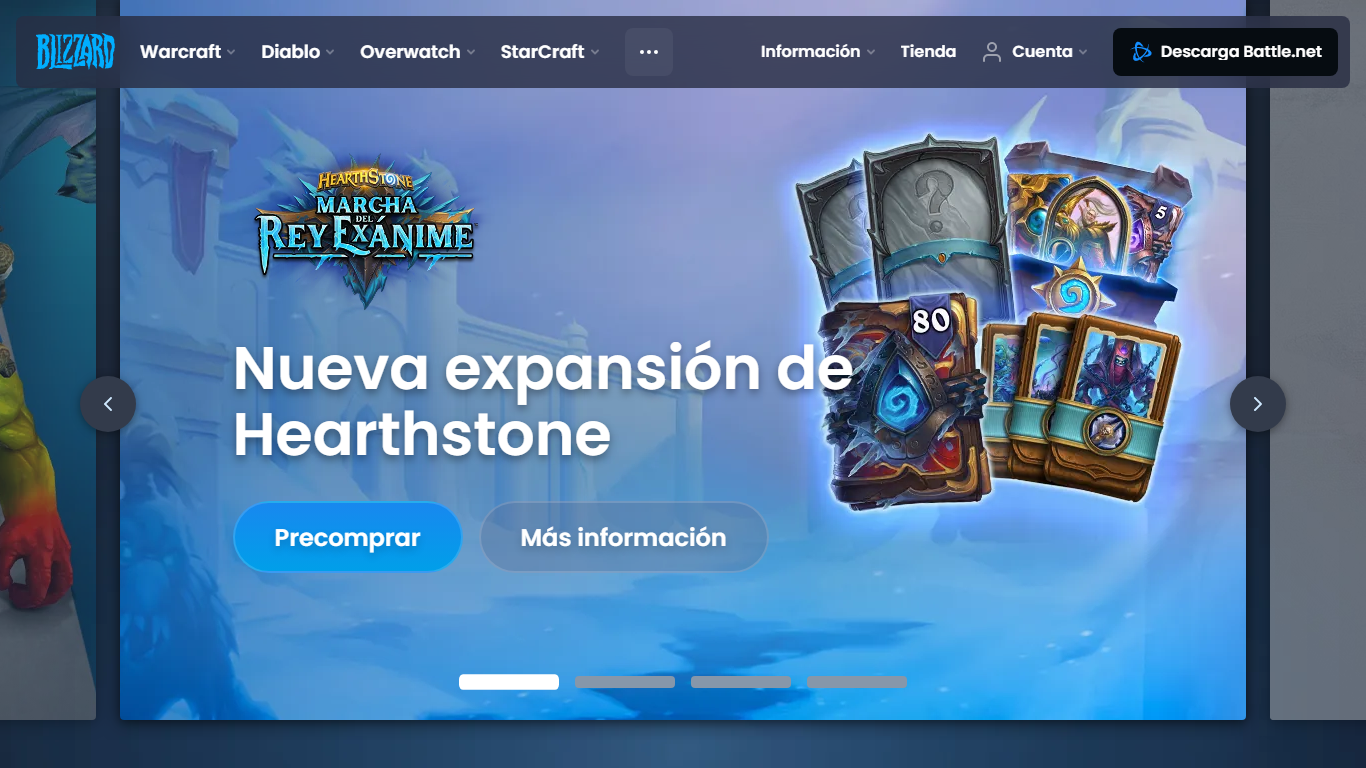 BLIZZARD
Warcraft
Diablo
Overwatch
StarCraft
Información
Tienda
Cuenta
Descarga Battle.net
HEARTHSTONE
MARCHA
DEL
REY EXÁNIME
?
5
80
Nueva expansión de
Hearthstone
Precomprar
Más información